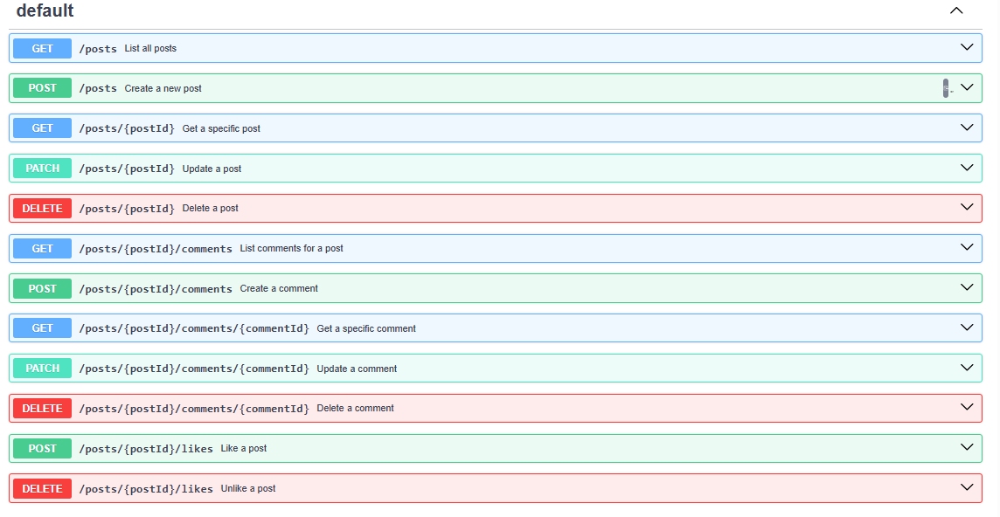 default
GET /posts List all posts
POST /posts Create a new post
GET /posts/{postId} Get a specific post
PATCH /posts/{postId} Update a post
DELETE /posts/{postId} Delete a post
GET /posts/{postId}/comments List comments for a post
POST /posts/{postId}/comments Create a comment
GET /posts/{postId}/comments/{commentId} Get a specific comment
PATCH /posts/{postId}/comments/{commentId} Update a comment
DELETE /posts/{postId}/comments/{commentId} Delete a comment
POST /posts/{postId}/likes Like a post
DELETE /posts/{postId}/likes Unlike a post